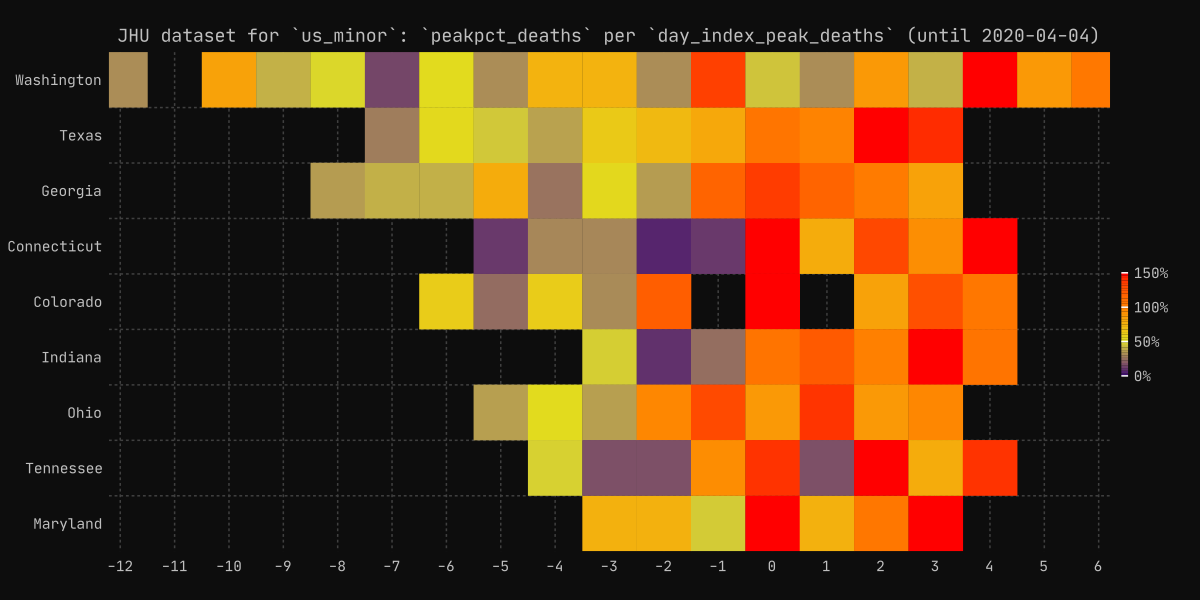 JHU dataset for `us_minor`: `peakpct_deaths` per `day_index_peak_deaths` (until 2020-04-04)
Washington
Texas
Georgia
Connecticut
Colorado
Indiana
Ohio
Tennessee
Maryland
150%
100%
50%
0%
-12 -11 -10 -9 -8 -7 -6 -5 -4 -3 -2 -1 0 1 2 3 4 5 6